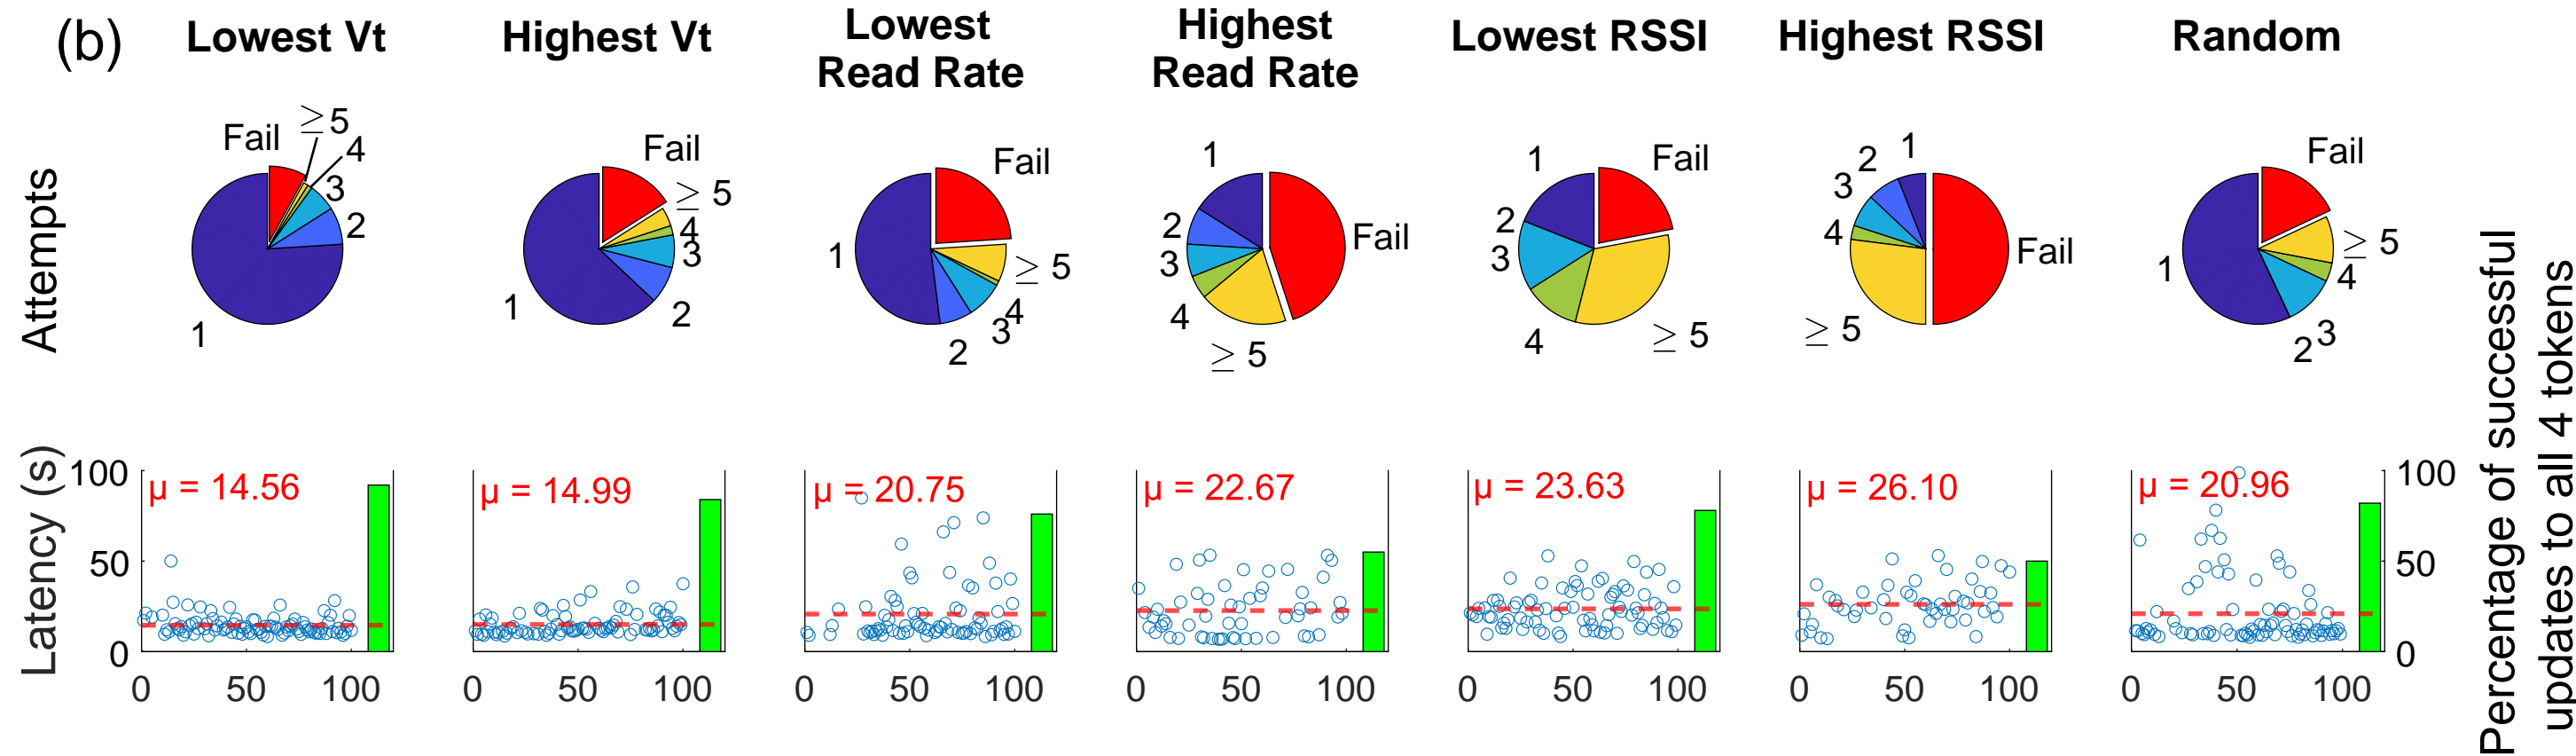 (b)
Lowest Vt
Highest Vt
Lowest
Read Rate
Highest
Read Rate
Lowest RSSI
Highest RSSI
Random
Attempts
Fail
≥ 5
4
3
2
1
Fail
≥ 5
4
3
2
1
Fail
≥ 5
4
3
2
1
1
2
3
4
≥ 5
Fail
1
2
3
4
≥ 5
Fail
1
2
3
4
≥ 5
Fail
Fail
≥ 5
4
3
2
1
Latency (s)
100
50
0
μ = 14.56
μ = 14.99
μ = 20.75
μ = 22.67
μ = 23.63
μ = 26.10
μ = 20.96
100
50
0
0 50 100
0 50 100
0 50 100
0 50 100
0 50 100
0 50 100
0 50 100
Percentage of successful
updates to all 4 tokens